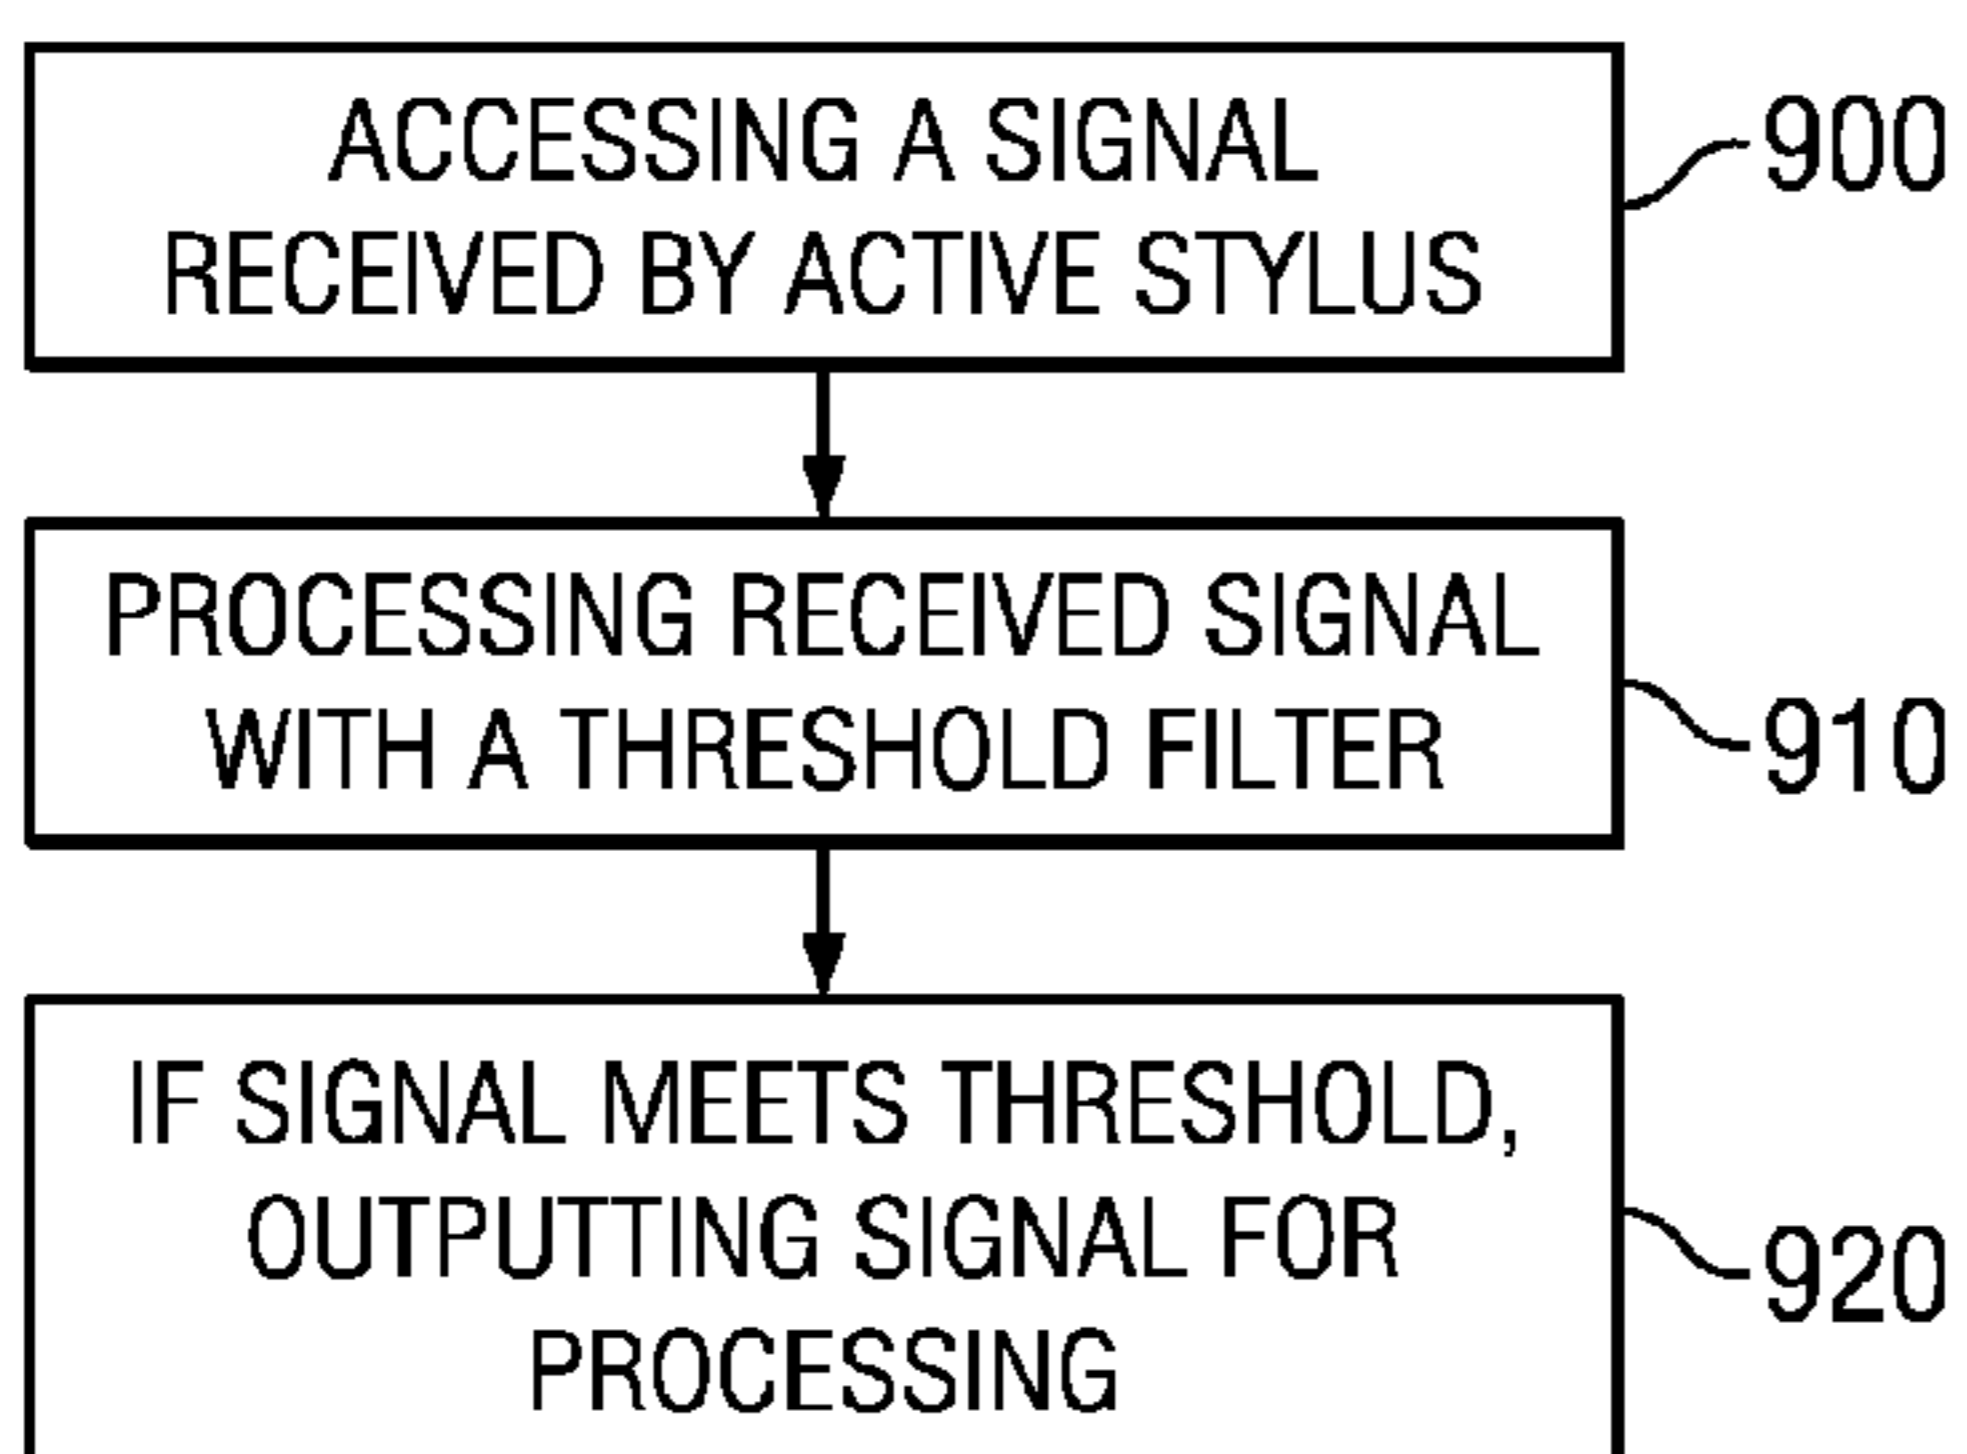 ACCESSING A SIGNAL
RECEIVED BY ACTIVE STYLUS
900
PROCESSING RECEIVED SIGNAL
WITH A THRESHOLD FILTER
910
IF SIGNAL MEETS THRESHOLD,
OUTPUTTING SIGNAL FOR
PROCESSING
920